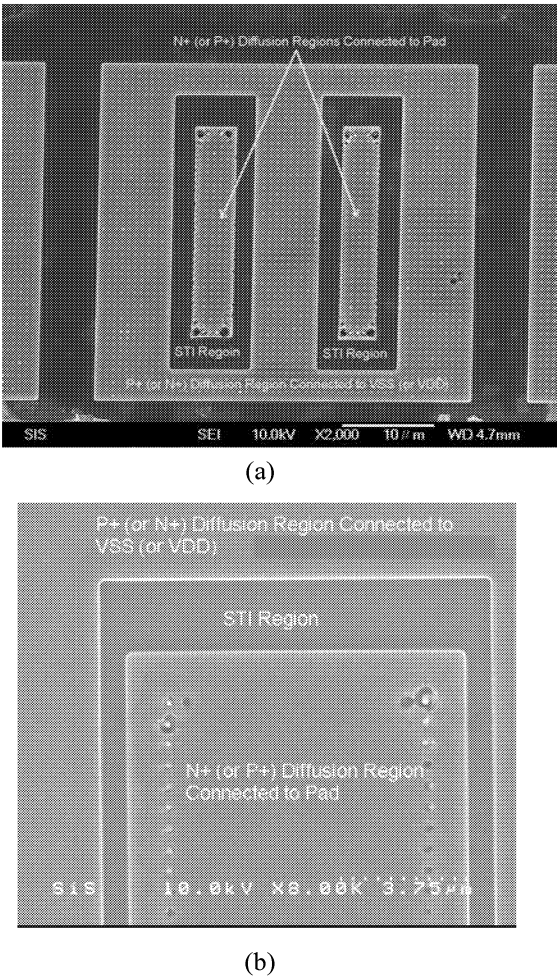 N+ (or P+) Diffusion Regions Connected to Pad
STI Regoin
STI Region
P+ (or N+) Diffusion Region Connected to VSS (or VDD)
SIS SEI 10.0kV X2,000 10 μm WD 4.7mm
(a)
P+ (or N+) Diffusion Region Connected to
VSS (or VDD)
STI Region
N+ (or P+) Diffusion Region
Connected to Pad
SiS 10.0kV X8.00K 3.75μm
(b)